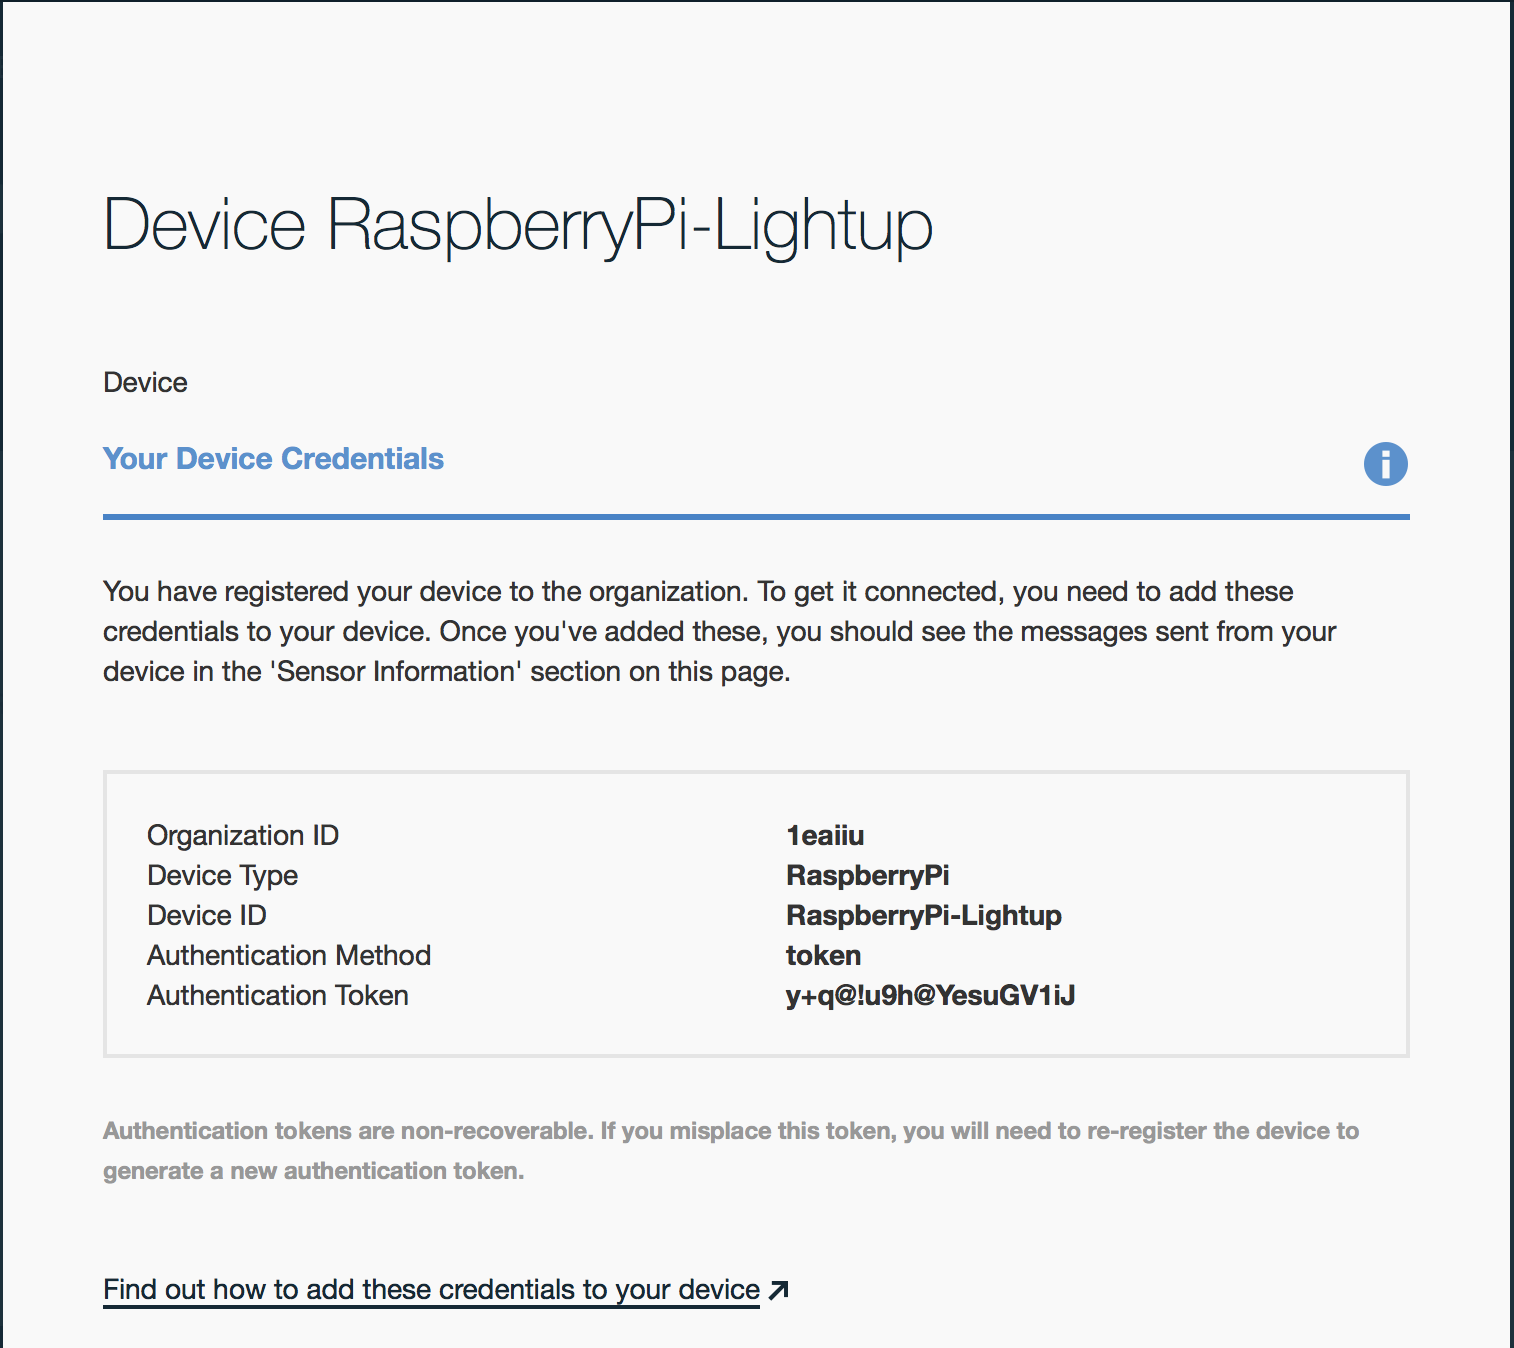 Device RaspberryPi-Lightup
Device
Your Device Credentials
You have registered your device to the organization. To get it connected, you need to add these
credentials to your device. Once you've added these, you should see the messages sent from your
device in the 'Sensor Information' section on this page.
Organization ID 1eaiiu
Device Type RaspberryPi
Device ID RaspberryPi-Lightup
Authentication Method token
Authentication Token y+q@!u9h@YesuGV1iJ
Authentication tokens are non-recoverable. If you misplace this token, you will need to re-register the device to
generate a new authentication token.
Find out how to add these credentials to your device